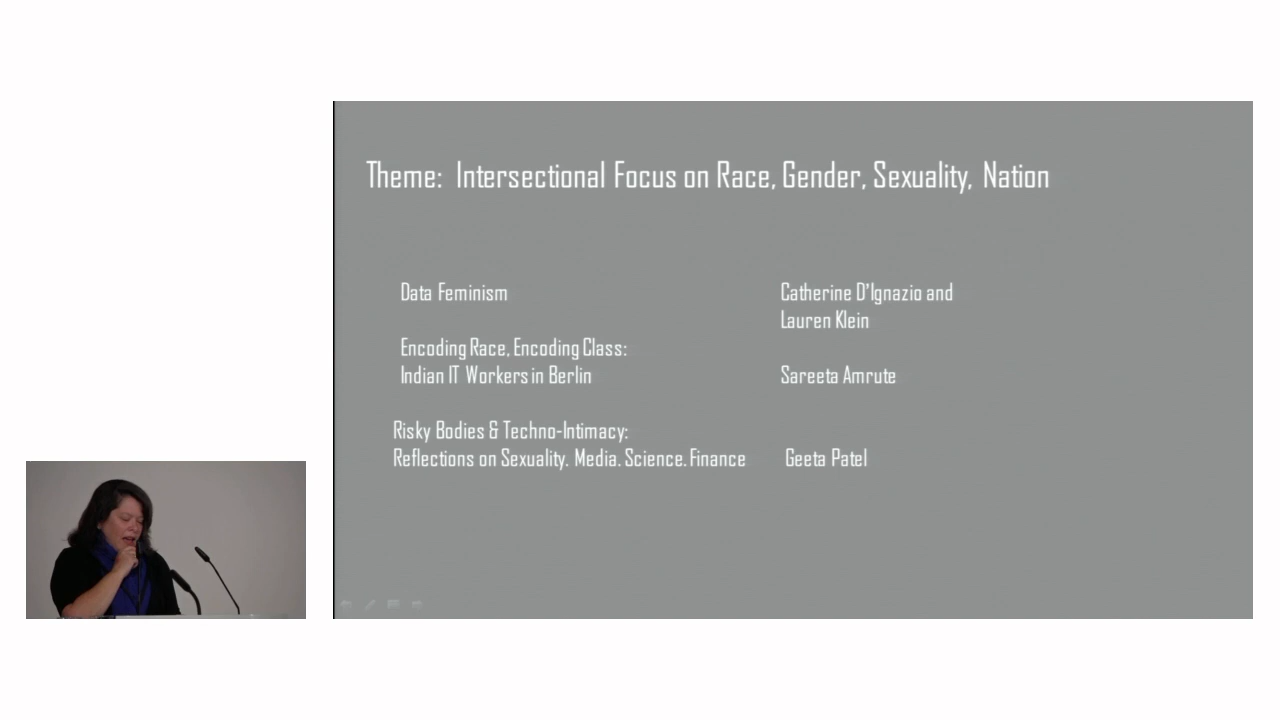 Theme: Intersectional Focus on Race, Gender, Sexuality, Nation
Data Feminism
Catherine D'Ignazio and
Lauren Klein
Encoding Race, Encoding Class:
Indian IT Workers in Berlin
Sareeta Amrute
Risky Bodies & Techno-Intimacy:
Reflections on Sexuality. Media. Science. Finance
Geeta Patel